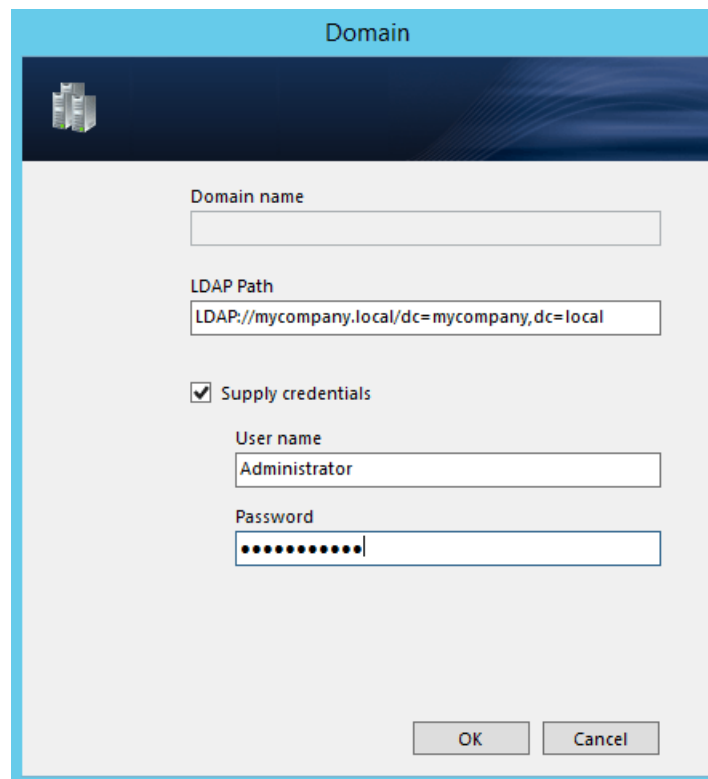 Domain
Domain name
LDAP Path
LDAP://mycompany.local/dc=mycompany,dc=local
Supply credentials
User name
Administrator
Password
●●●●●●●●●●●
OK Cancel